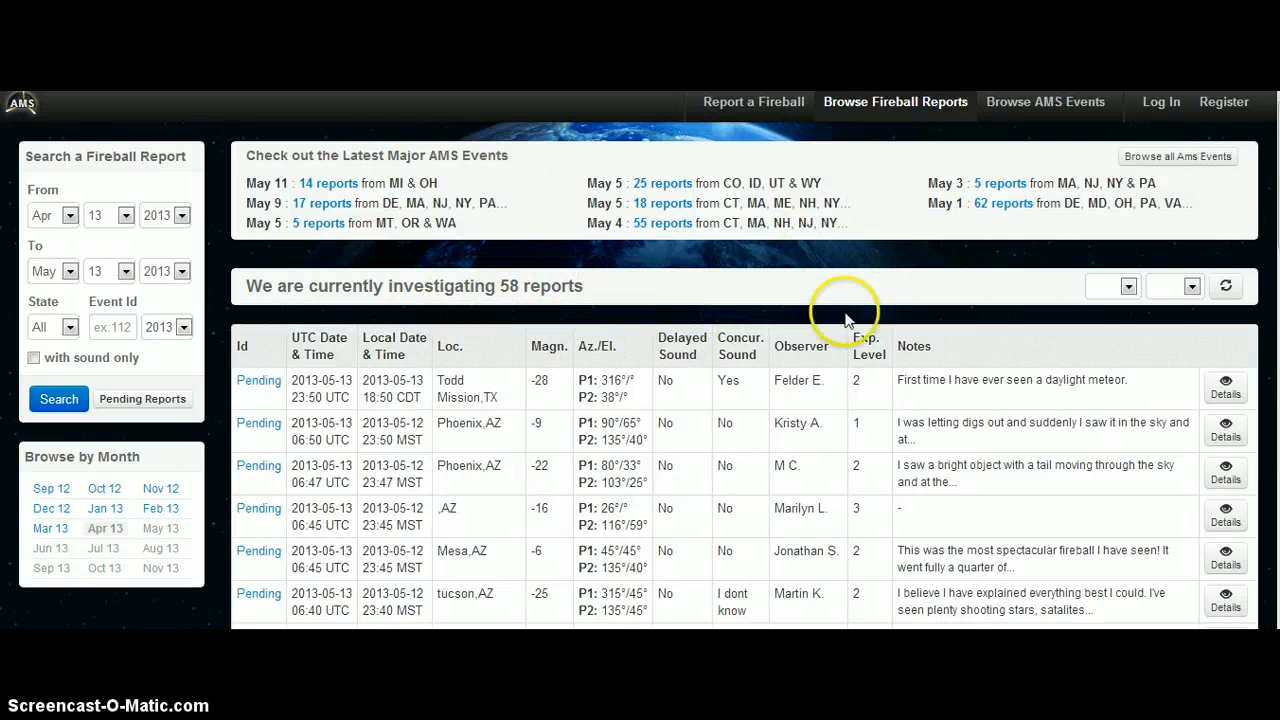 AMS
Report a Fireball
Browse Fireball Reports
Browse AMS Events
Log In
Register
Search a Fireball Report
From
Apr 13 2013
To
May 13 2013
State
Event Id
All
ex:112
2013
with sound only
Search
Pending Reports
Browse by Month
Sep 12 Oct 12 Nov 12
Dec 12 Jan 13 Feb 13
Mar 13 Apr 13 May 13
Jun 13 Jul 13 Aug 13
Sep 13 Oct 13 Nov 13
Check out the Latest Major AMS Events
Browse all Ams Events
May 11 : 14 reports from MI & OH
May 9 : 17 reports from DE, MA, NJ, NY, PA...
May 5 : 5 reports from MT, OR & WA
May 5 : 25 reports from CO, ID, UT & WY
May 5 : 18 reports from CT, MA, ME, NH, NY...
May 4 : 55 reports from CT, MA, NH, NJ, NY...
May 3 : 5 reports from MA, NJ, NY & PA
May 1 : 62 reports from DE, MD, OH, PA, VA...
We are currently investigating 58 reports
Id
UTC Date
& Time
Local Date
& Time
Loc.
Magn.
Az./El.
Delayed
Sound
Concur.
Sound
Observer
Exp.
Level
Notes
Pending
2013-05-13
23:50 UTC
2013-05-13
18:50 CDT
Todd
Mission,TX
-28
P1: 316°/°
P2: 38°/°
No
Yes
Felder E.
2
First time I have ever seen a daylight meteor.
Details
Pending
2013-05-13
06:50 UTC
2013-05-12
23:50 MST
Phoenix,AZ
-9
P1: 90°/65°
P2: 135°/40°
No
No
Kristy A.
1
I was letting digs out and suddenly I saw it in the sky and
at...
Details
Pending
2013-05-13
06:47 UTC
2013-05-12
23:47 MST
Phoenix,AZ
-22
P1: 80°/33°
P2: 103°/25°
No
No
M C.
2
I saw a bright object with a tail moving through the sky
and at the...
Details
Pending
2013-05-13
06:45 UTC
2013-05-12
23:45 MST
,AZ
-16
P1: 26°/°
P2: 116°/59°
No
No
Marilyn L.
3
-
Details
Pending
2013-05-13
06:45 UTC
2013-05-12
23:45 MST
Mesa,AZ
-6
P1: 45°/45°
P2: 135°/40°
No
No
Jonathan S.
2
This was the most spectacular fireball I have seen! It
went fully a quarter of...
Details
Pending
2013-05-13
06:40 UTC
2013-05-12
23:40 MST
tucson,AZ
-25
P1: 315°/45°
P2: 135°/45°
No
I dont
know
Martin K.
2
I believe I have explained everything best I could. I've
seen plenty shooting stars, satalites...
Details
Screencast-O-Matic.com